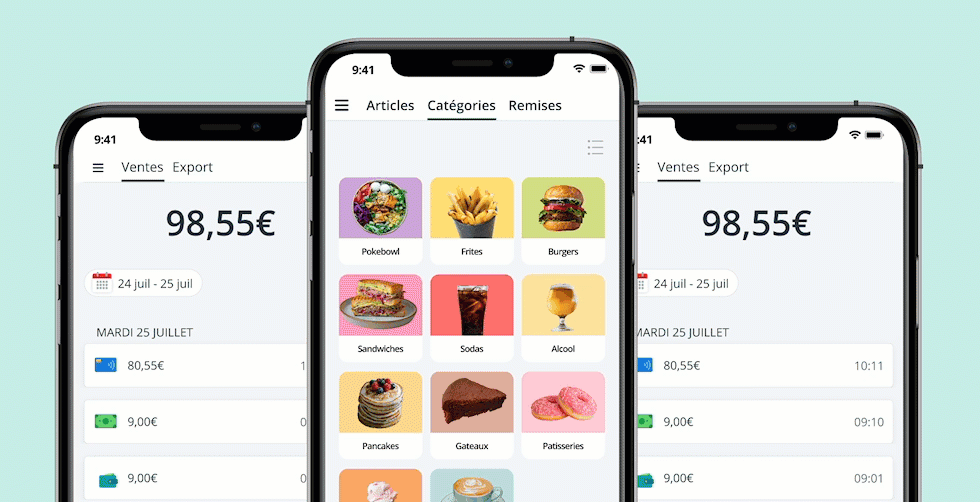 9:41
Ventes Export
98,55€
24 juil - 25 juil
MARDI 25 JUILLET
80,55€ 1
9,00€ 0
9,00€ 0
9:41
Articles Catégories Remises
Pokebowl Frites Burgers
Sandwiches Sodas Alcool
Pancakes Gateaux Patisseries
:41
Ventes Export
98,55€
24 juil - 25 juil
MARDI 25 JUILLET
80,55€ 10:11
9,00€ 09:10
9,00€ 09:01